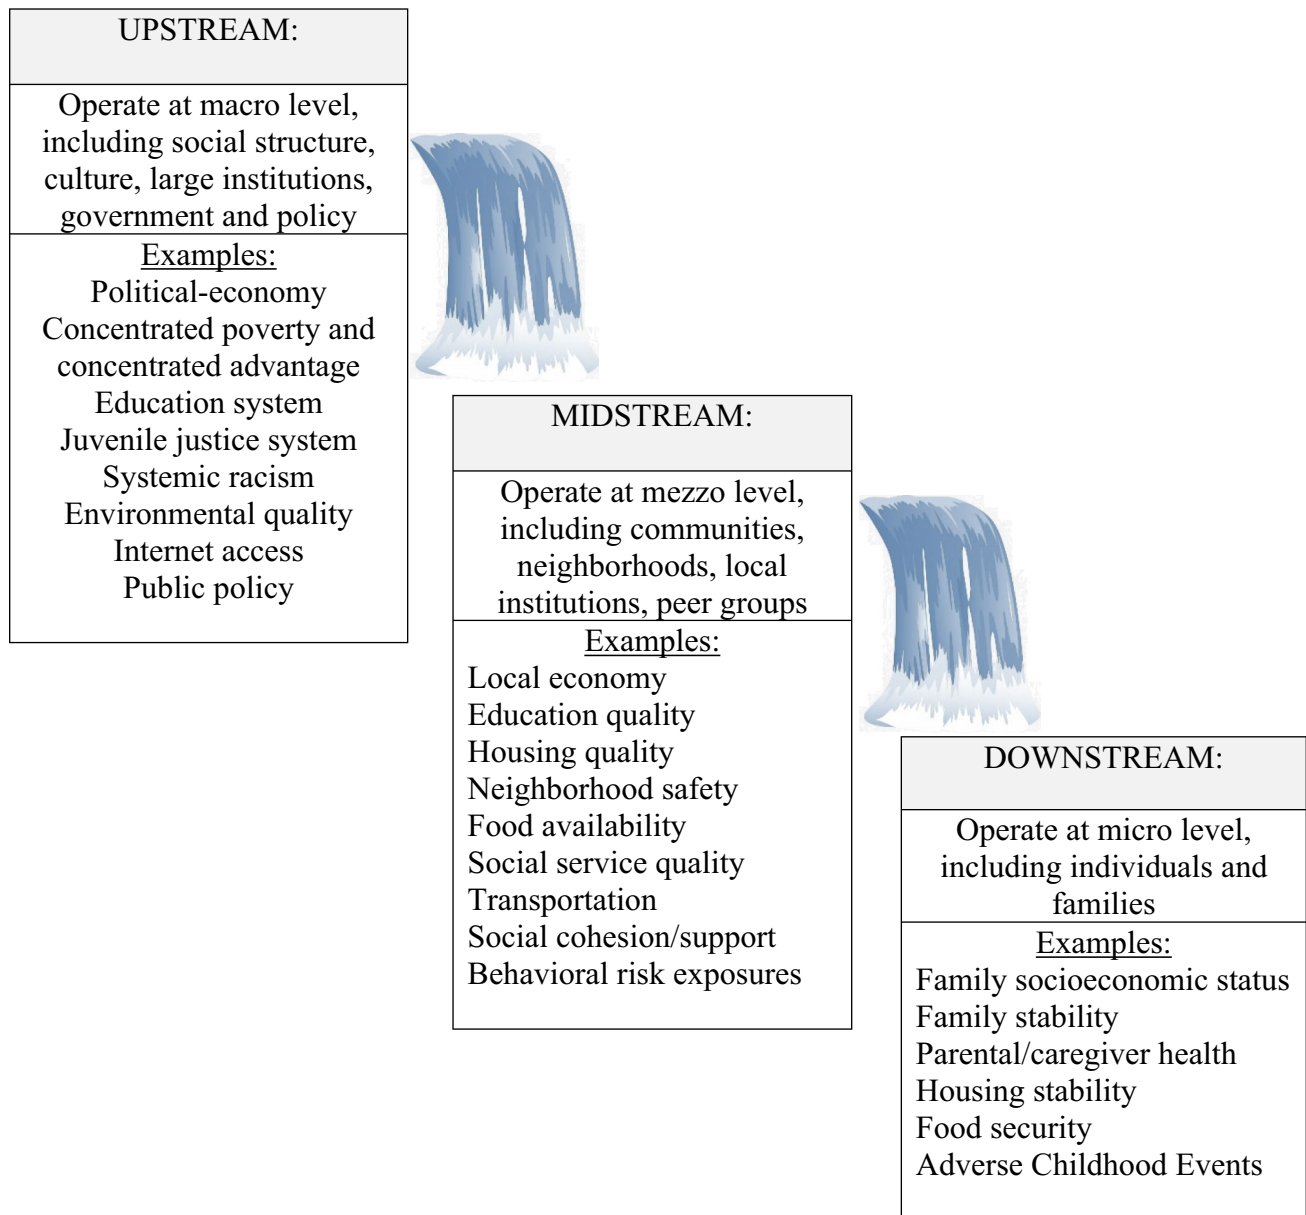 UPSTREAM:
Operate at macro level,
including social structure,
culture, large institutions,
government and policy
Examples:
Political-economy
Concentrated poverty and
concentrated advantage
Education system
Juvenile justice system
Systemic racism
Environmental quality
Internet access
Public policy
MIDSTREAM:
Operate at mezzo level,
including communities,
neighborhoods, local
institutions, peer groups
Examples:
Local economy
Education quality
Housing quality
Neighborhood safety
Food availability
Social service quality
Transportation
Social cohesion/support
Behavioral risk exposures
DOWNSTREAM:
Operate at micro level,
including individuals and
families
Examples:
Family socioeconomic status
Family stability
Parental/caregiver health
Housing stability
Food security
Adverse Childhood Events